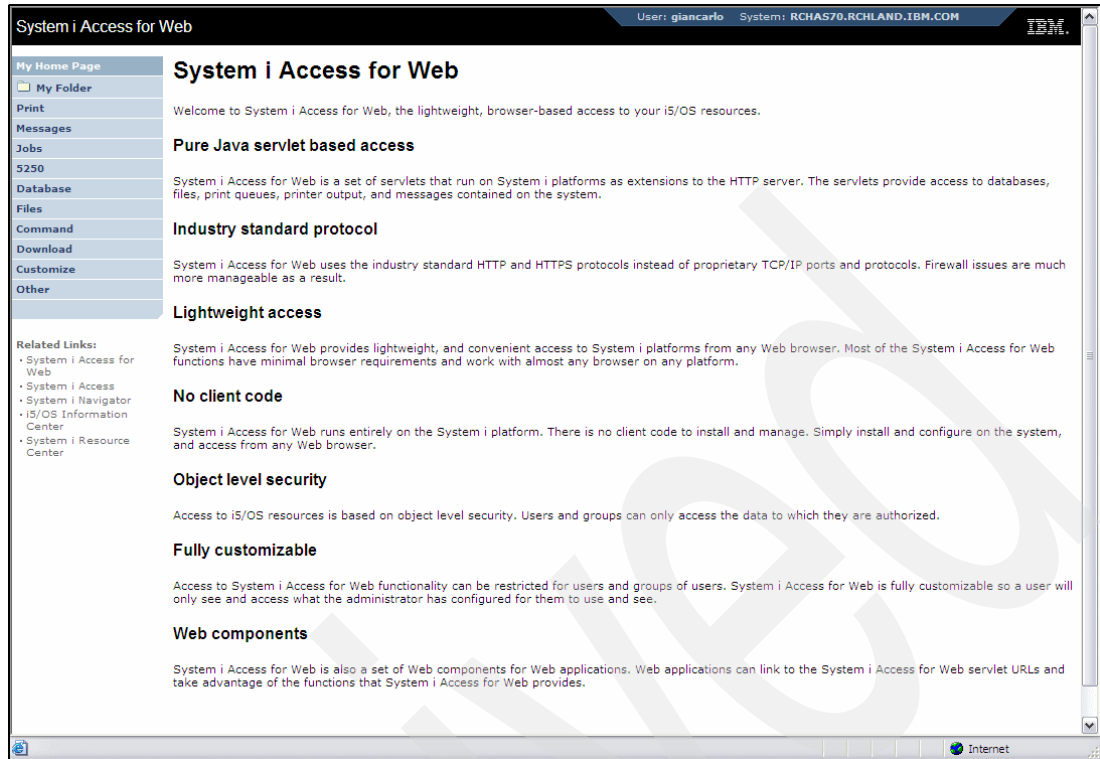 System i Access for Web
User: giancarlo System: RCHAS70.RCHLAND.IBM.COM
IBM.
My Home Page
My Folder
Print
Messages
Jobs
5250
Database
Files
Command
Download
Customize
Other
Related Links:
• System i Access for
Web
• System i Access
• System i Navigator
• i5/OS Information
Center
• System i Resource
Center
System i Access for Web
Welcome to System i Access for Web, the lightweight, browser-based access to your i5/OS resources.
Pure Java servlet based access
System i Access for Web is a set of servlets that run on System i platforms as extensions to the HTTP server. The servlets provide access to databases,
files, print queues, printer output, and messages contained on the system.
Industry standard protocol
System i Access for Web uses the industry standard HTTP and HTTPS protocols instead of proprietary TCP/IP ports and protocols. Firewall issues are much
more manageable as a result.
Lightweight access
System i Access for Web provides lightweight, and convenient access to System i platforms from any Web browser. Most of the System i Access for Web
functions have minimal browser requirements and work with almost any browser on any platform.
No client code
System i Access for Web runs entirely on the System i platform. There is no client code to install and manage. Simply install and configure on the system,
and access from any Web browser.
Object level security
Access to i5/OS resources is based on object level security. Users and groups can only access the data to which they are authorized.
Fully customizable
Access to System i Access for Web functionality can be restricted for users and groups of users. System i Access for Web is fully customizable so a user will
only see and access what the administrator has configured for them to use and see.
Web components
System i Access for Web is also a set of Web components for Web applications. Web applications can link to the System i Access for Web servlet URLs and
take advantage of the functions that System i Access for Web provides.
Internet